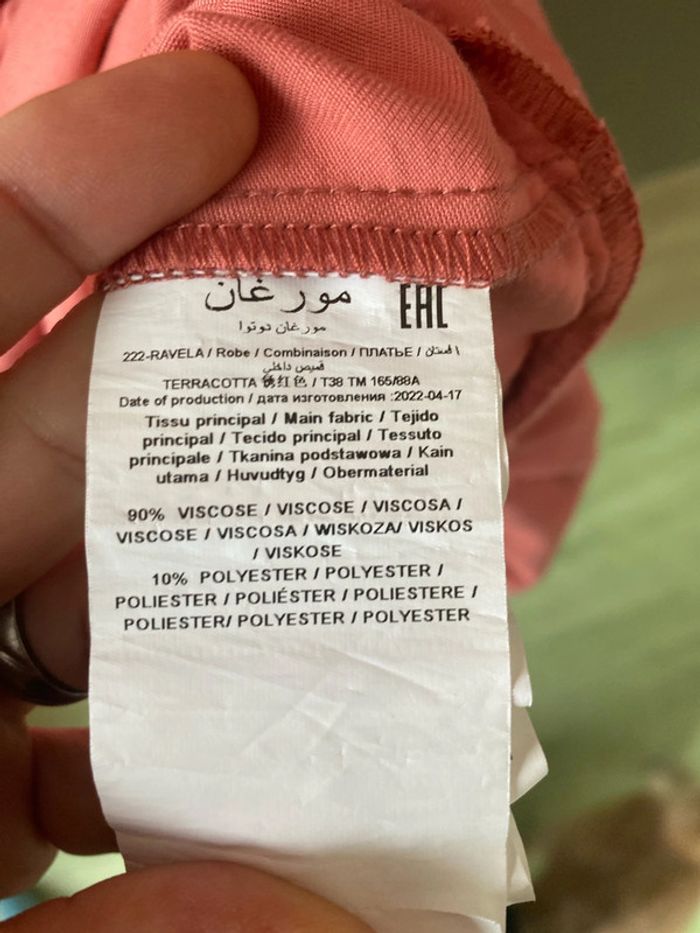 مورغان
EAC
مورغان دوتوا
222-RAVELA / Robe / Combinaison / ПЛАТЬЕ / فستان / ا
قميص داخلي
TERRACOTTA 锈红色 / T38 TM 165/88A
Date of production / дата изготовления :2022-04-17
Tissu principal / Main fabric / Tejido
principal / Tecido principal / Tessuto
principale / Tkanina podstawowa / Kain
utama / Huvudtyg / Obermaterial
90% VISCOSE / VISCOSE / VISCOSA /
VISCOSE / VISCOSA / WISKOZA/ VISKOS
/ VISKOSE
10% POLYESTER / POLYESTER /
POLIESTER / POLIÉSTER / POLIESTERE /
POLIESTER/ POLYESTER / POLYESTER